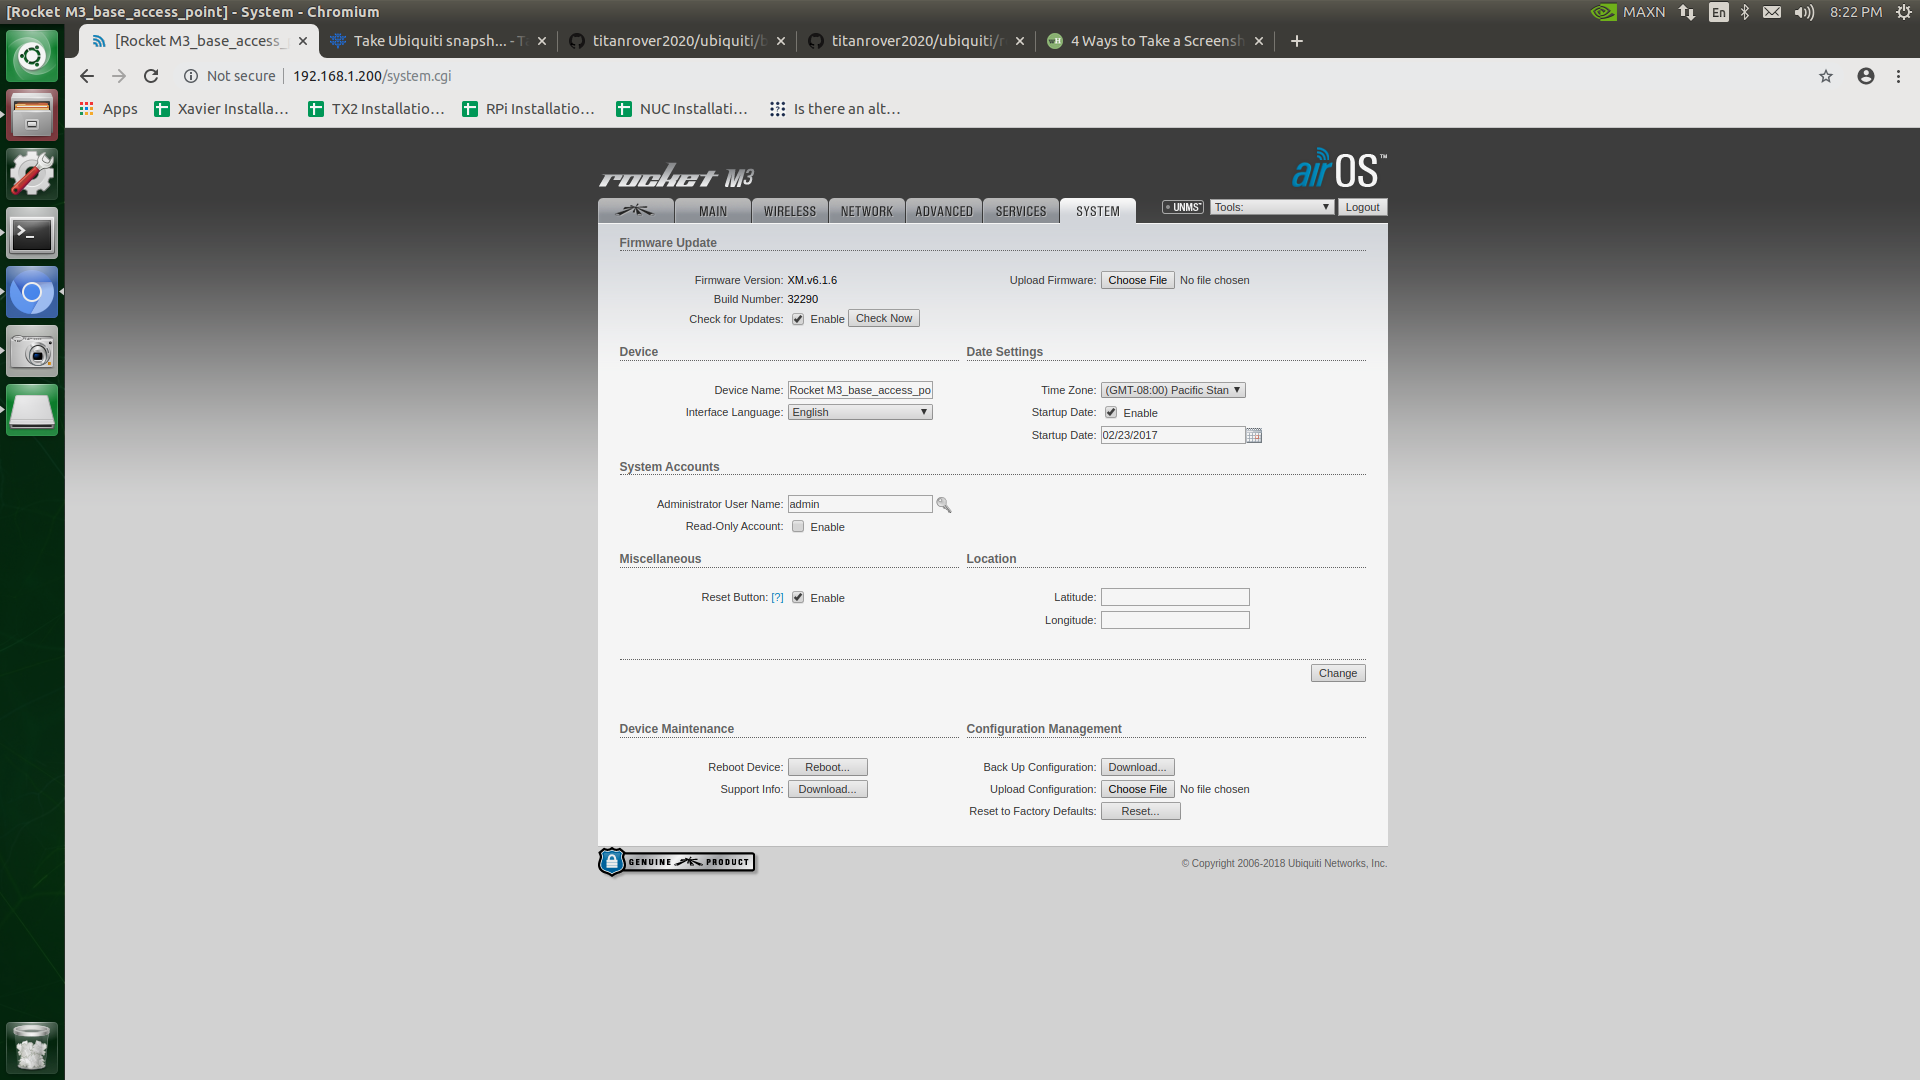 [Rocket M3_base_access_point] - System - Chromium
MAXN
En
8:22 PM
[Rocket M3_base_access_
Take Ubiquiti snapsh... - T
titanrover2020/ubiquiti/b
titanrover2020/ubiquiti/r
4 Ways to Take a Screensh
Not secure
192.168.1.200/system.cgi
Apps
Xavier Installa...
TX2 Installatio...
RPi Installatio...
NUC Installati...
Is there an alt...
rocket M3
airOS™
MAIN
WIRELESS
NETWORK
ADVANCED
SERVICES
SYSTEM
UNMS™
Tools:
Logout
Firmware Update
Firmware Version: XM.v6.1.6
Upload Firmware: Choose File No file chosen
Build Number: 32290
Check for Updates: Enable Check Now
Device
Date Settings
Device Name: Rocket M3_base_access_po
Time Zone: (GMT-08:00) Pacific Stan
Interface Language: English
Startup Date: Enable
Startup Date: 02/23/2017
System Accounts
Administrator User Name: admin
Read-Only Account: Enable
Miscellaneous
Location
Reset Button: [?] Enable
Latitude:
Longitude:
Change
Device Maintenance
Configuration Management
Reboot Device: Reboot...
Back Up Configuration: Download...
Support Info: Download...
Upload Configuration: Choose File No file chosen
Reset to Factory Defaults: Reset...
GENUINE PRODUCT
© Copyright 2006-2018 Ubiquiti Networks, Inc.